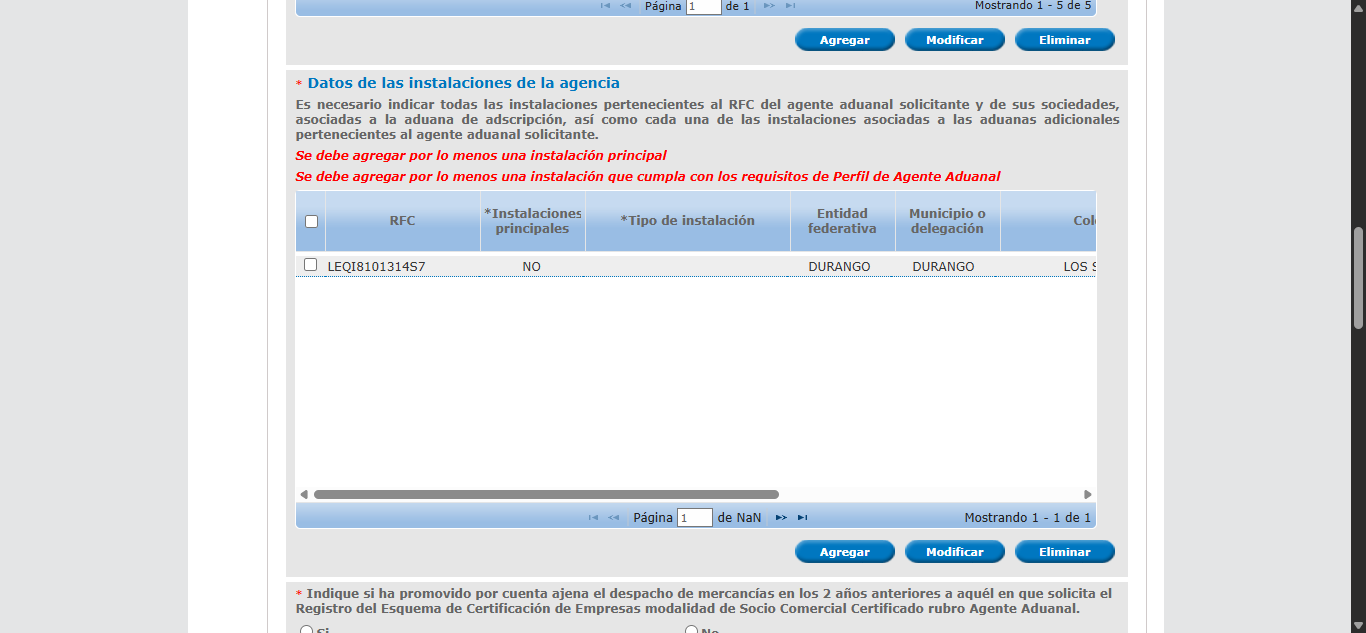 Página 1 de 1 Mostrando 1 - 5 de 5
Agregar Modificar Eliminar
* Datos de las instalaciones de la agencia
Es necesario indicar todas las instalaciones pertenecientes al RFC del agente aduanal solicitante y de sus sociedades,
asociadas a la aduana de adscripción, así como cada una de las instalaciones asociadas a las aduanas adicionales
pertenecientes al agente aduanal solicitante.
Se debe agregar por lo menos una instalación principal
Se debe agregar por lo menos una instalación que cumpla con los requisitos de Perfil de Agente Aduanal
RFC *Instalaciones principales *Tipo de instalación Entidad federativa Municipio o delegación Col
LEQI8101314S7 NO DURANGO DURANGO LOS S
Página 1 de NaN Mostrando 1 - 1 de 1
Agregar Modificar Eliminar
* Indique si ha promovido por cuenta ajena el despacho de mercancías en los 2 años anteriores a aquél en que solicita el
Registro del Esquema de Certificación de Empresas modalidad de Socio Comercial Certificado rubro Agente Aduanal.
Si No